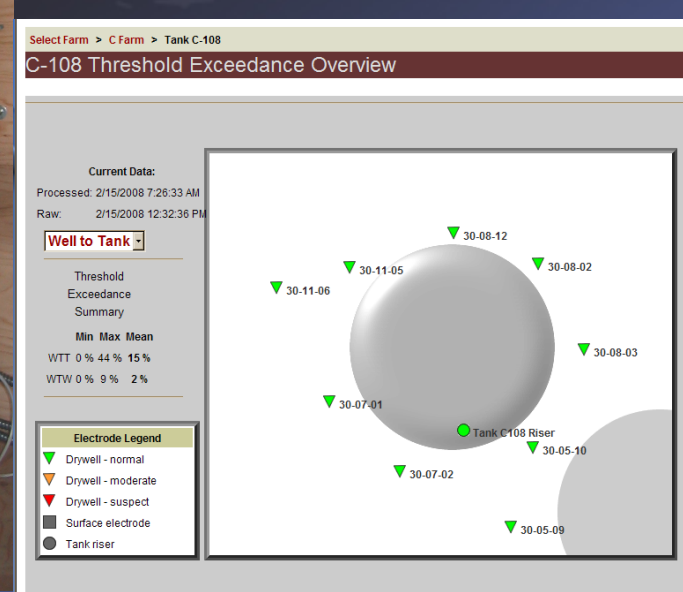 Select Farm > C Farm > Tank C-108
C-108 Threshold Exceedance Overview
Current Data:
Processed: 2/15/2008 7:26:33 AM
Raw: 2/15/2008 12:32:36 PM
Well to Tank
Threshold
Exceedance
Summary
Min Max Mean
WTT 0 % 44 % 15 %
WTW 0 % 9 % 2 %
Electrode Legend
Drywell - normal
Drywell - moderate
Drywell - suspect
Surface electrode
Tank riser
30-08-12
30-11-05
30-08-02
30-11-06
30-08-03
30-07-01
Tank C108 Riser
30-05-10
30-07-02
30-05-09